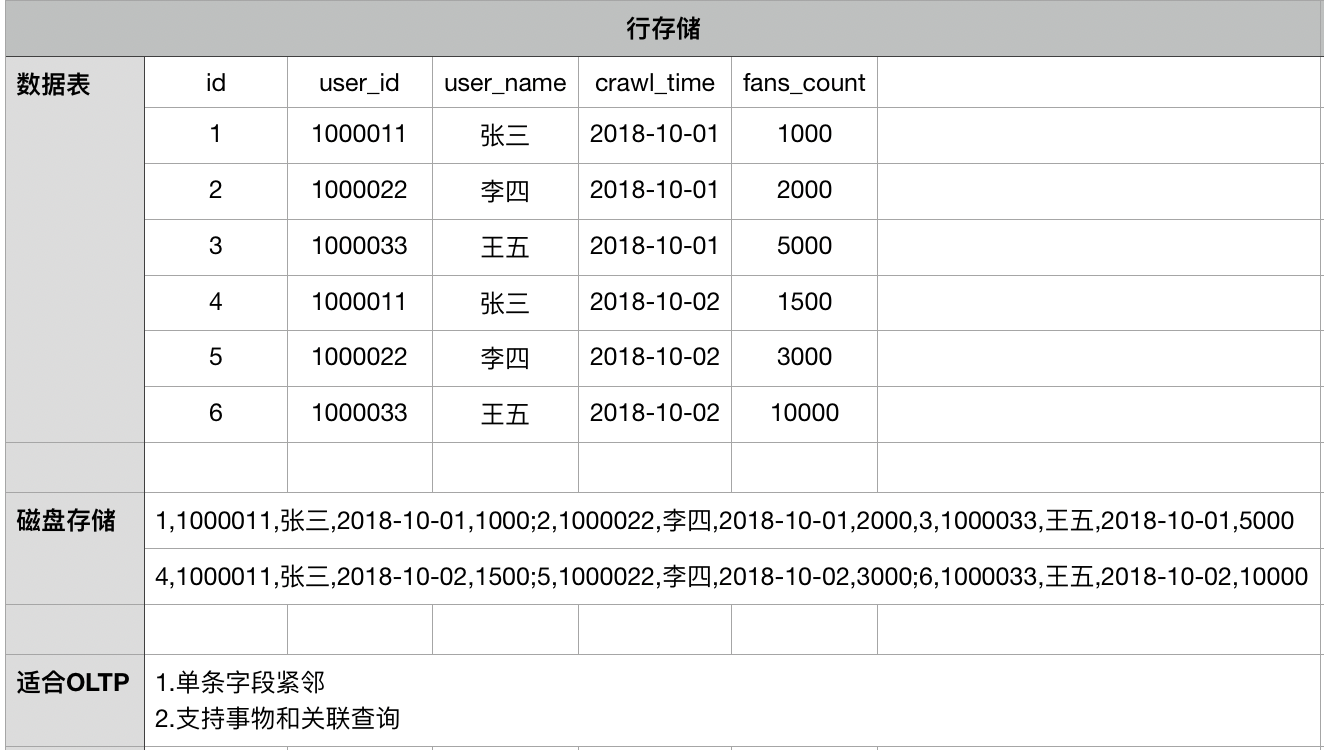 行存储
数据表 id user_id user_name crawl_time fans_count
1 1000011 张三 2018-10-01 1000
2 1000022 李四 2018-10-01 2000
3 1000033 王五 2018-10-01 5000
4 1000011 张三 2018-10-02 1500
5 1000022 李四 2018-10-02 3000
6 1000033 王五 2018-10-02 10000
磁盘存储 1,1000011,张三,2018-10-01,1000;2,1000022,李四,2018-10-01,2000,3,1000033,王五,2018-10-01,5000
4,1000011,张三,2018-10-02,1500;5,1000022,李四,2018-10-02,3000;6,1000033,王五,2018-10-02,10000
适合OLTP 1.单条字段紧邻
2.支持事物和关联查询